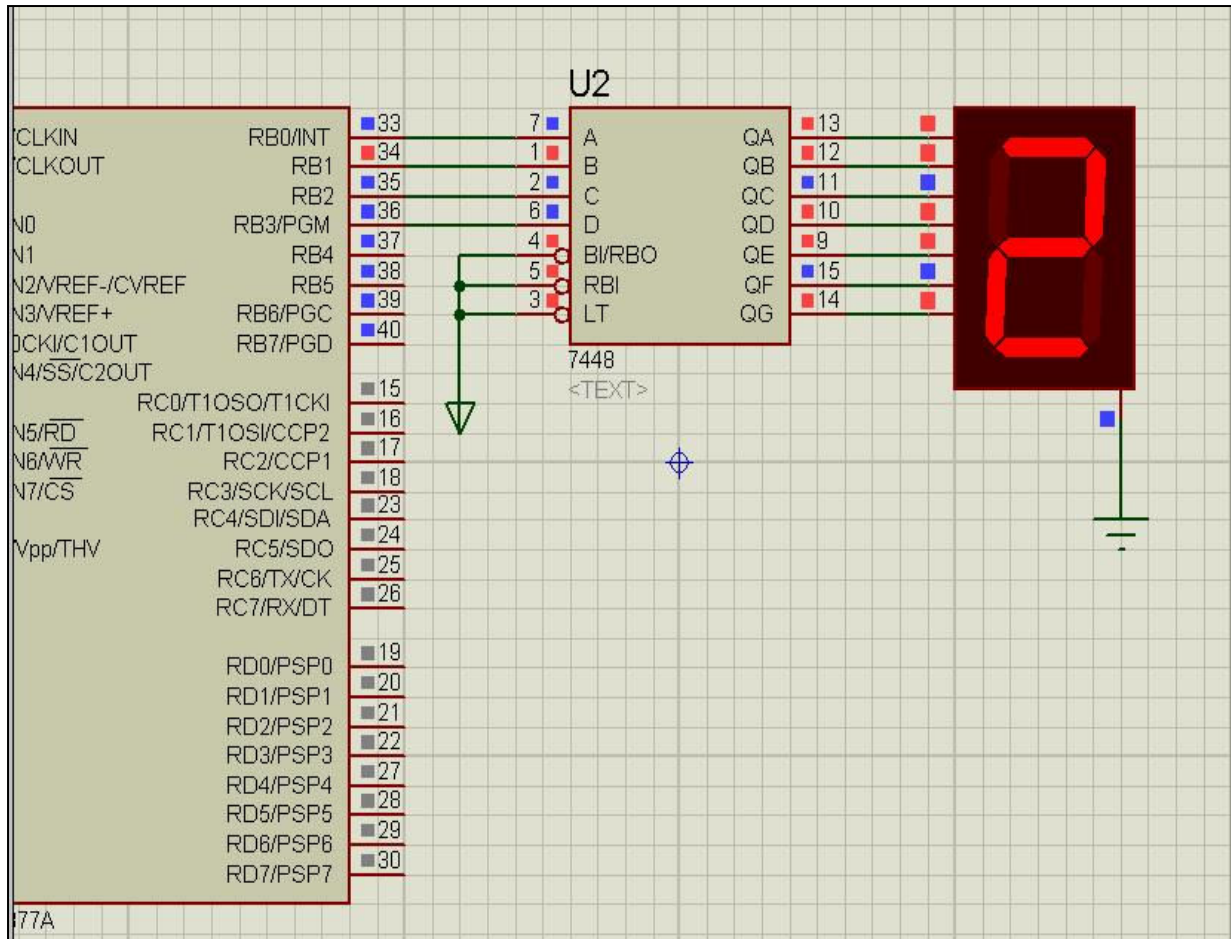 U2
/CLKIN RB0/INT 33 7 A QA 13
/CLKOUT RB1 34 1 B QB 12
RB2 35 2 C QC 11
N0 RB3/PGM 36 6 D QD 10
N1 RB4 37 4 BI/RBO QE 9
N2/VREF-/CVREF RB5 38 5 RBI QF 15
N3/VREF+ RB6/PGC 39 3 LT QG 14
0CKI/C1OUT RB7/PGD 40
7448
N4/SS/C2OUT
<TEXT>
RC0/T1OSO/T1CKI 15
N5/RD RC1/T1OSI/CCP2 16
N6/WR RC2/CCP1 17
N7/CS RC3/SCK/SCL 18
RC4/SDI/SDA 23
/Vpp/THV RC5/SDO 24
RC6/TX/CK 25
RC7/RX/DT 26
RD0/PSP0 19
RD1/PSP1 20
RD2/PSP2 21
RD3/PSP3 22
RD4/PSP4 27
RD5/PSP5 28
RD6/PSP6 29
RD7/PSP7 30
877A
2